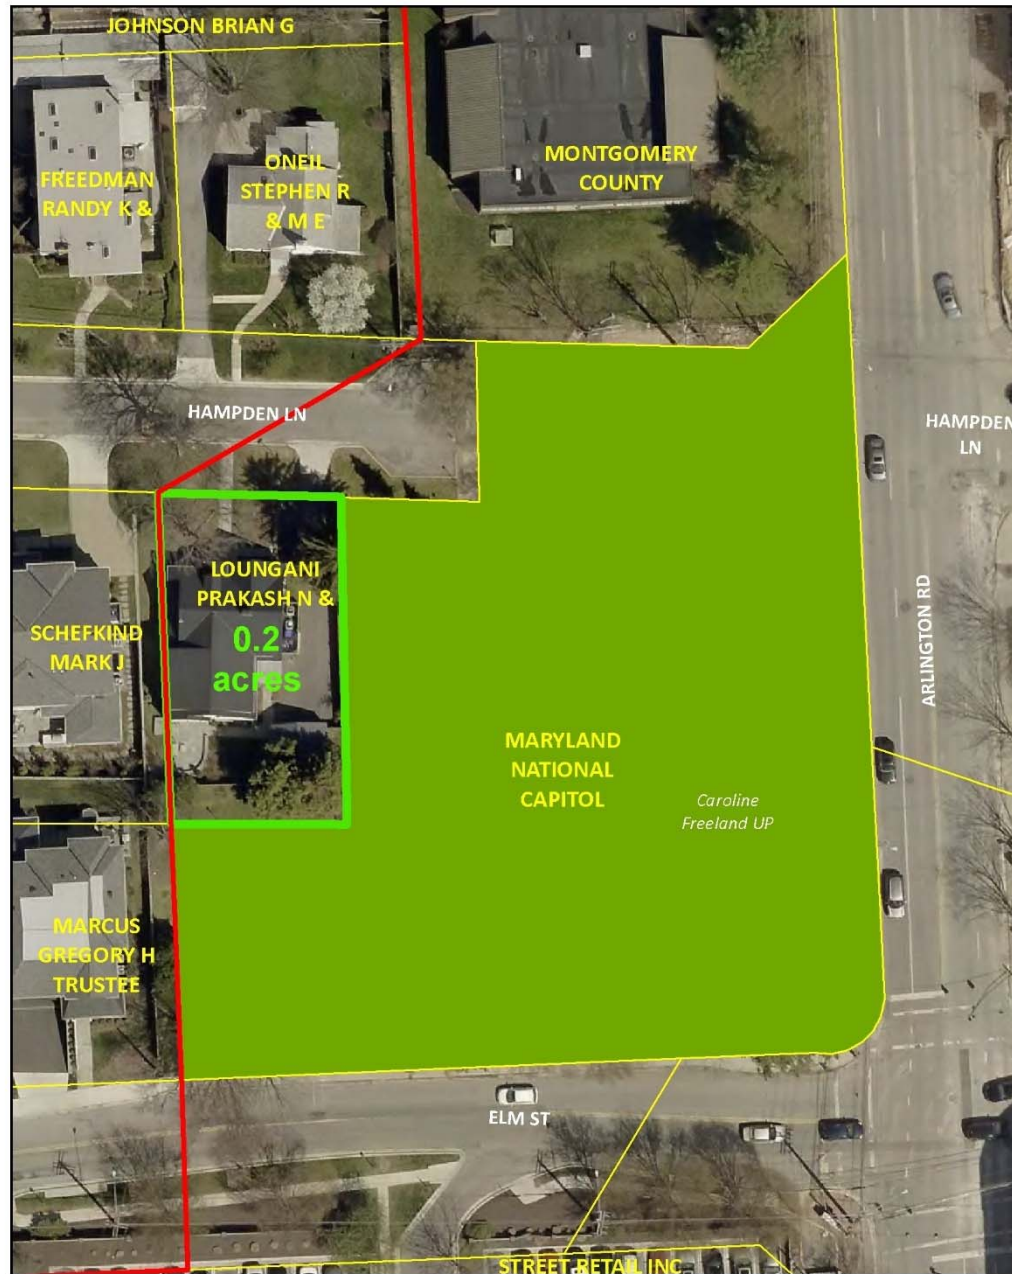 JOHNSON BRIAN G
FREEDMAN
RANDY K &
ONEIL
STEPHEN R
& M E
MONTGOMERY
COUNTY
HAMPDEN LN
HAMPDEN
LN
LOUNGANI
PRAKASH N &
0.2
acres
SCHEFKIND
MARK J
ARLINGTON RD
MARYLAND
NATIONAL
CAPITOL
Caroline
Freeland UP
MARCUS
GREGORY H
TRUSTEE
ELM ST
STREET RETAIL INC